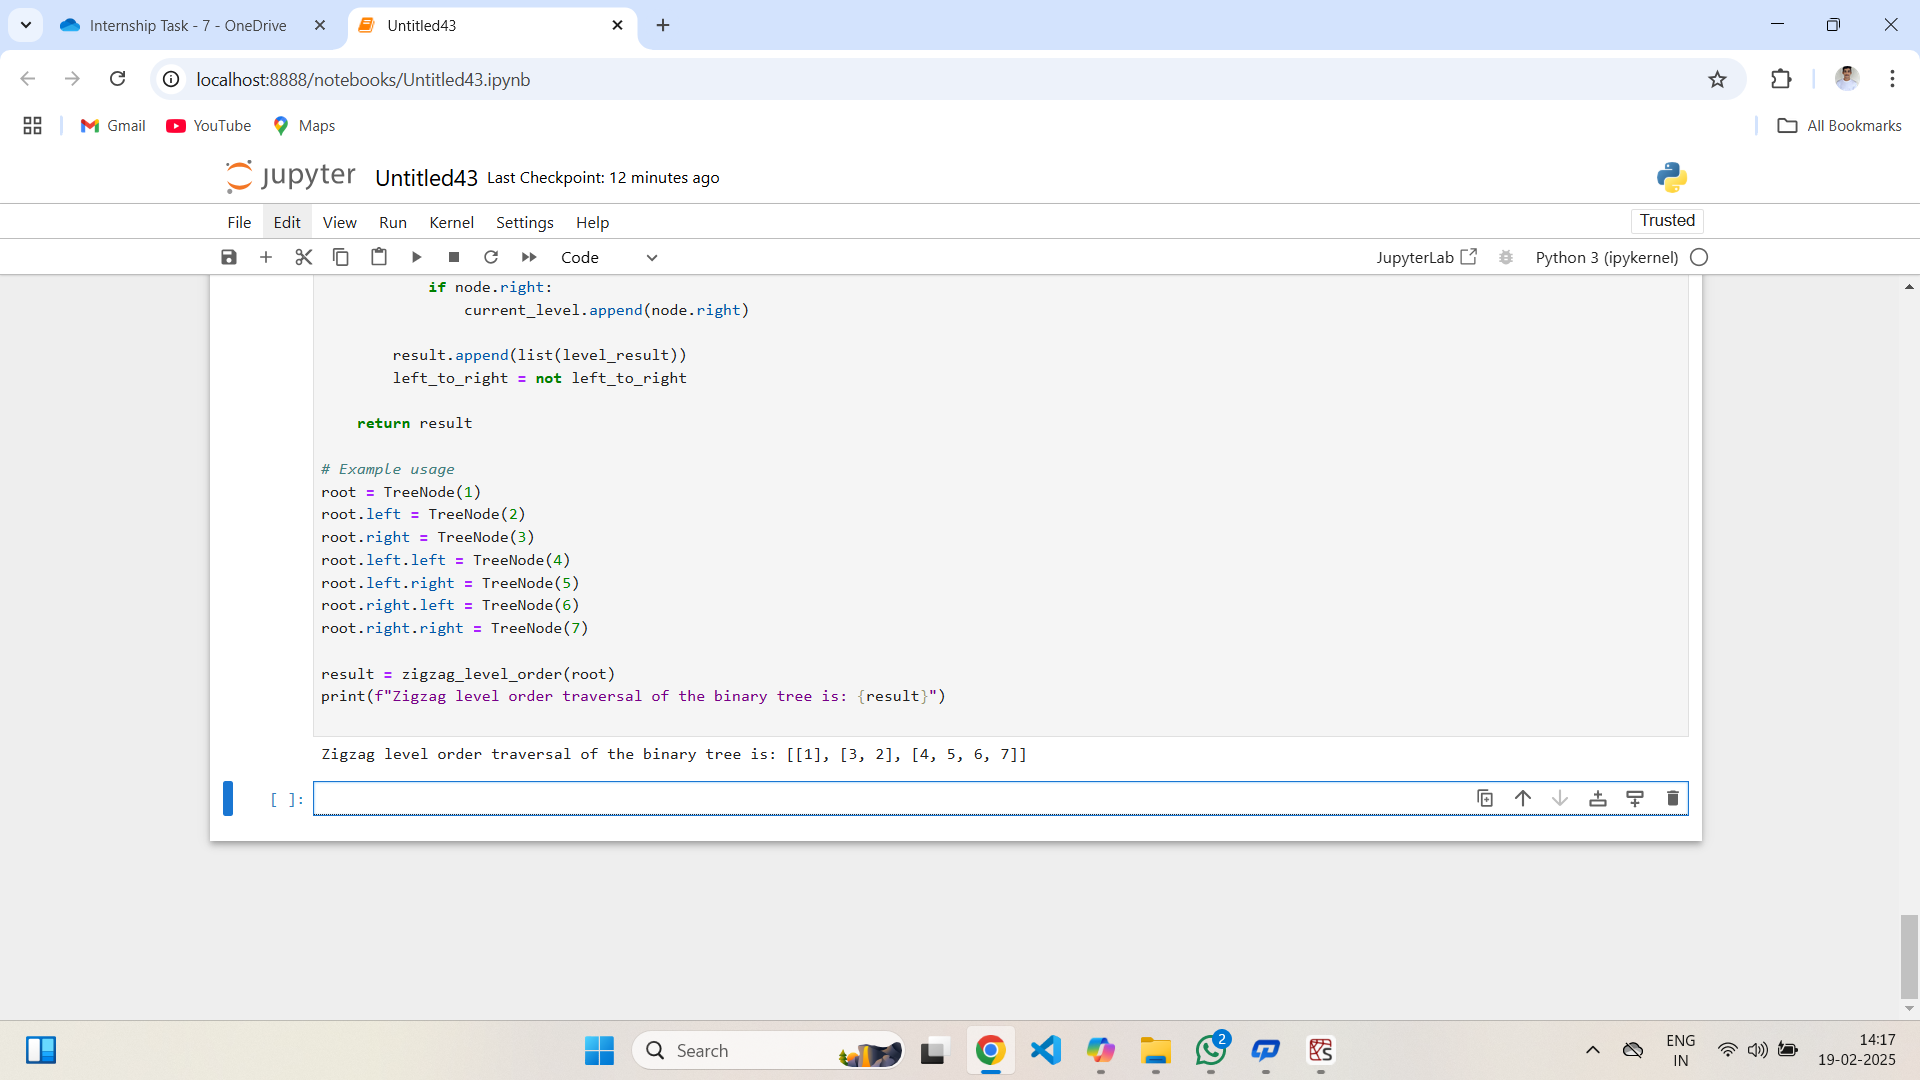 Internship Task - 7 - OneDrive
Untitled43
localhost:8888/notebooks/Untitled43.ipynb
Gmail
YouTube
Maps
All Bookmarks
jupyter
Untitled43 Last Checkpoint: 12 minutes ago
File Edit View Run Kernel Settings Help
Trusted
Code
JupyterLab
Python 3 (ipykernel)
            if node.right:
                current_level.append(node.right)
        result.append(list(level_result))
        left_to_right = not left_to_right
    return result
# Example usage
root = TreeNode(1)
root.left = TreeNode(2)
root.right = TreeNode(3)
root.left.left = TreeNode(4)
root.left.right = TreeNode(5)
root.right.left = TreeNode(6)
root.right.right = TreeNode(7)
result = zigzag_level_order(root)
print(f"Zigzag level order traversal of the binary tree is: {result}")
Zigzag level order traversal of the binary tree is: [[1], [3, 2], [4, 5, 6, 7]]
[ ]:
Search
2
ENG
IN
14:17
19-02-2025